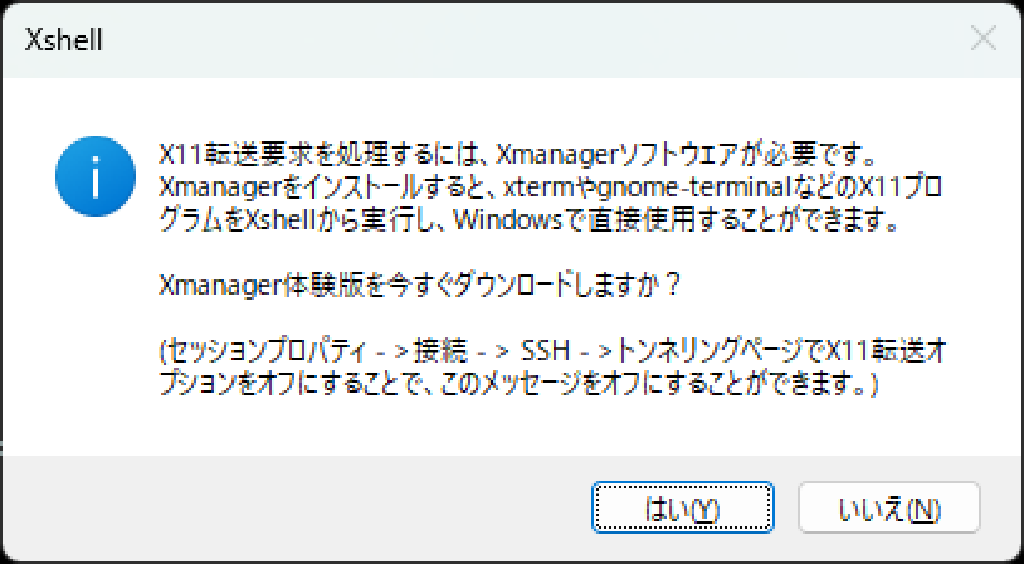 Xshell
X11転送要求を処理するには、Xmanagerソフトウェアが必要です。
Xmanagerをインストールすると、xtermやgnome-terminalなどのX11プロ
グラムをXshellから実行し、Windowsで直接使用することができます。
Xmanager体験版を今すぐダウンロードしますか？
(セッションプロパティ - >接続 - > SSH - >トンネリングページでX11転送オ
プションをオフにすることで、このメッセージをオフにすることができます。)
はい(Y)
いいえ(N)